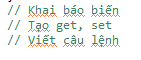 // Khai báo biến
// Tạo get, set
// Viết câu lệnh